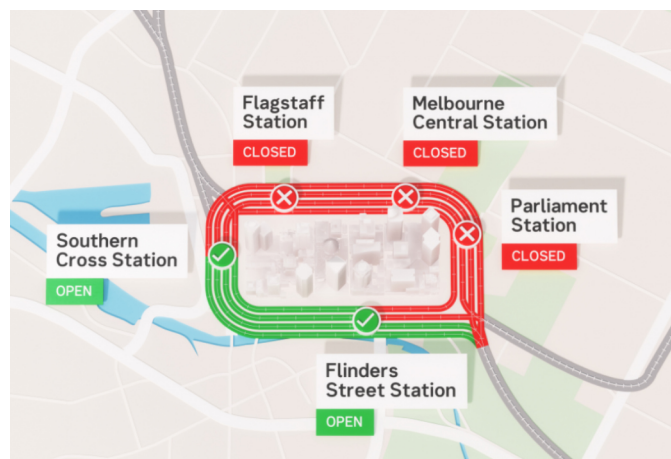 Flagstaff
Station
CLOSED
Melbourne
Central Station
CLOSED
Parliament
Station
CLOSED
Southern
Cross Station
OPEN
Flinders
Street Station
OPEN